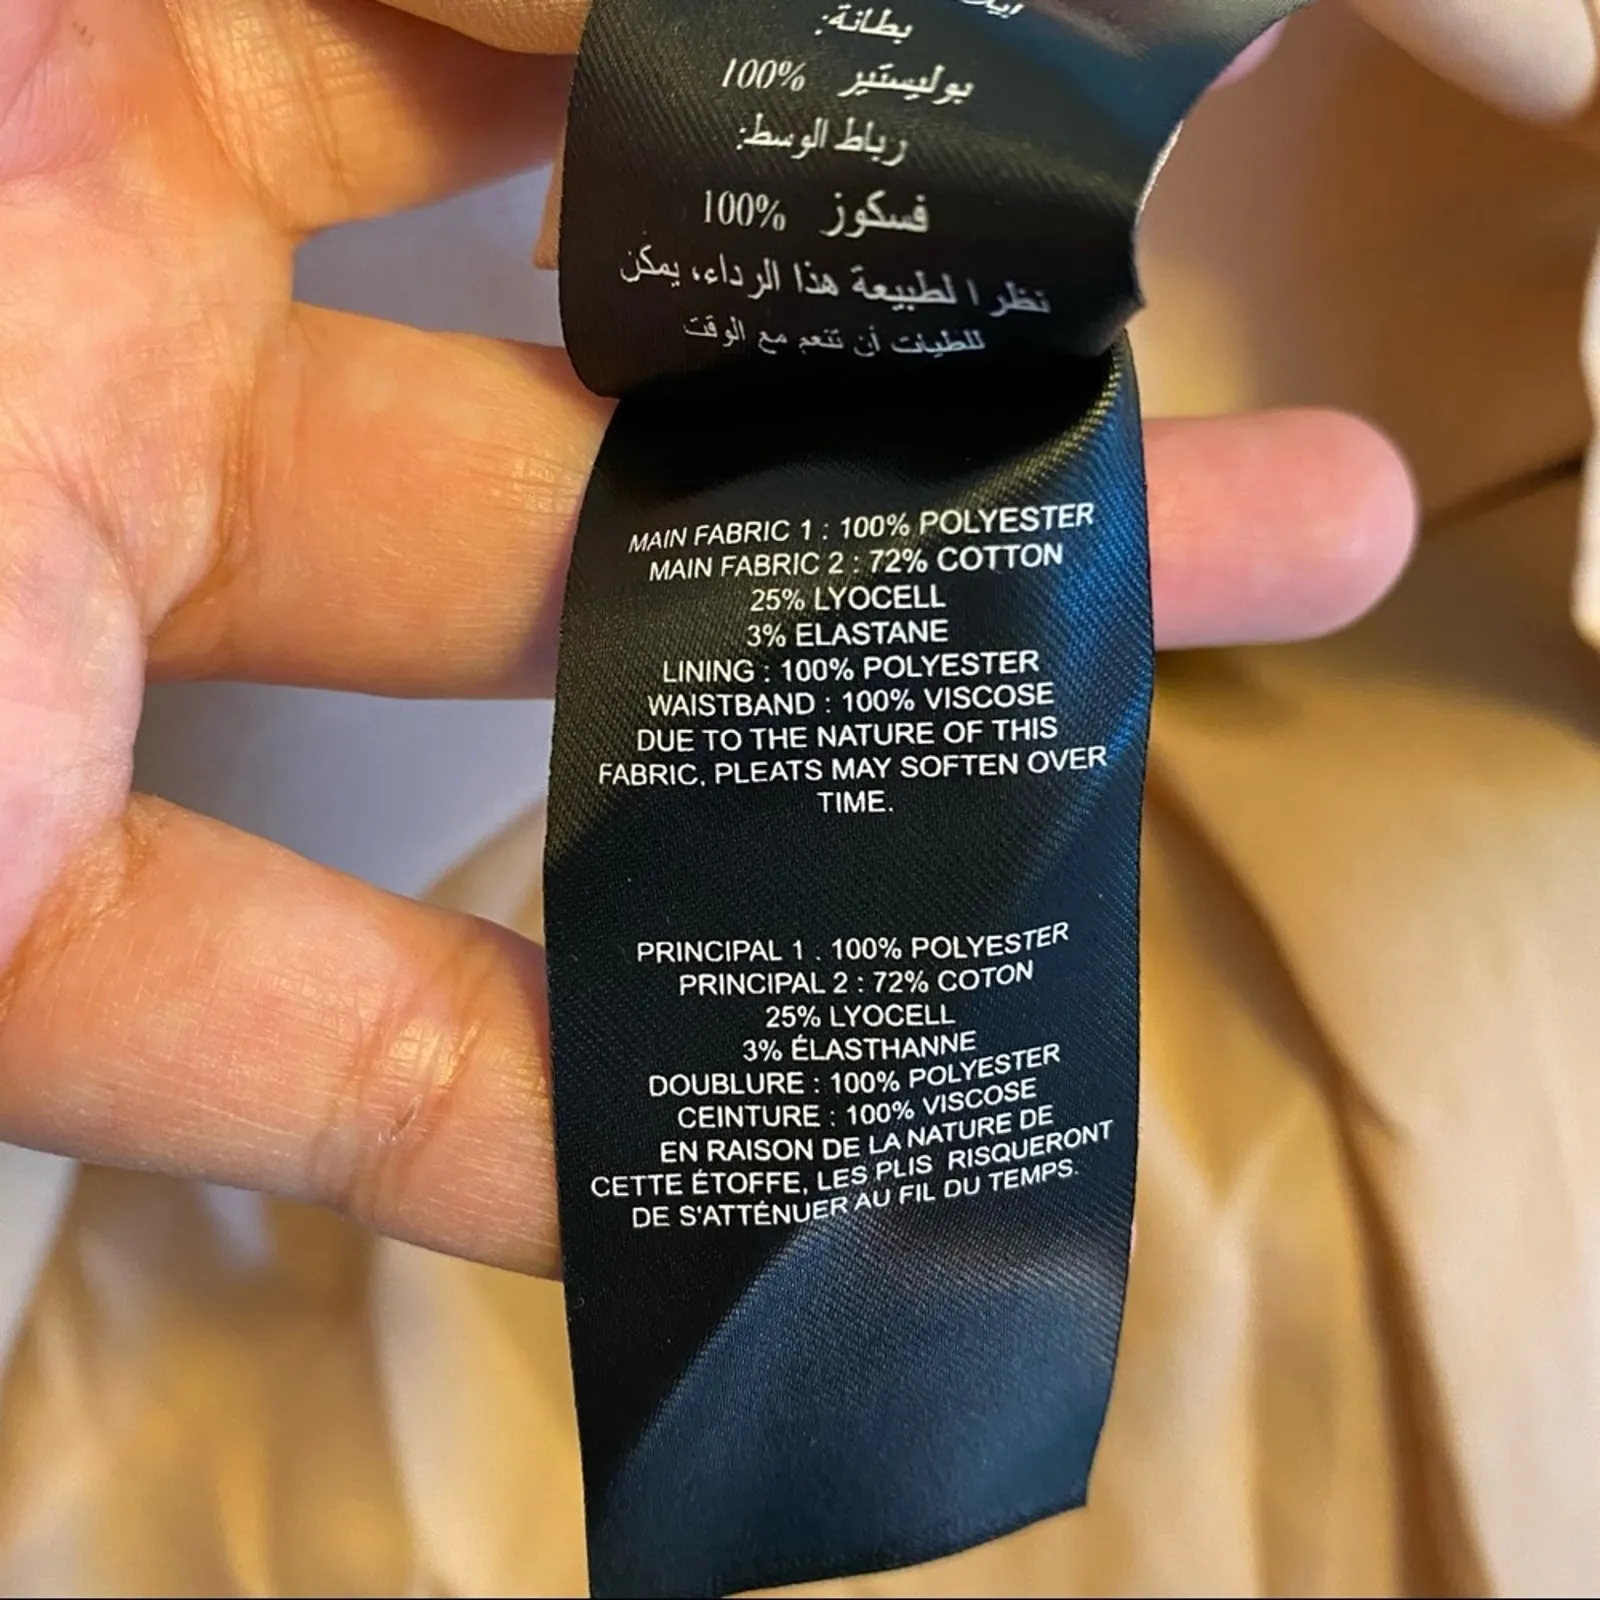 بطانة:
بوليستير 100%
رباط الوسط:
فسكوز 100%
نظرا لطبيعة هذا الرداء، يمكن
للطيات أن تنعم مع الوقت
MAIN FABRIC 1 : 100% POLYESTER
MAIN FABRIC 2 : 72% COTTON
25% LYOCELL
3% ELASTANE
LINING : 100% POLYESTER
WAISTBAND : 100% VISCOSE
DUE TO THE NATURE OF THIS
FABRIC, PLEATS MAY SOFTEN OVER
TIME.
PRINCIPAL 1 : 100% POLYESTER
PRINCIPAL 2 : 72% COTON
25% LYOCELL
3% ÉLASTHANNE
DOUBLURE : 100% POLYESTER
CEINTURE : 100% VISCOSE
EN RAISON DE LA NATURE DE
CETTE ÉTOFFE, LES PLIS RISQUERONT
DE S'ATTÉNUER AU FIL DU TEMPS.